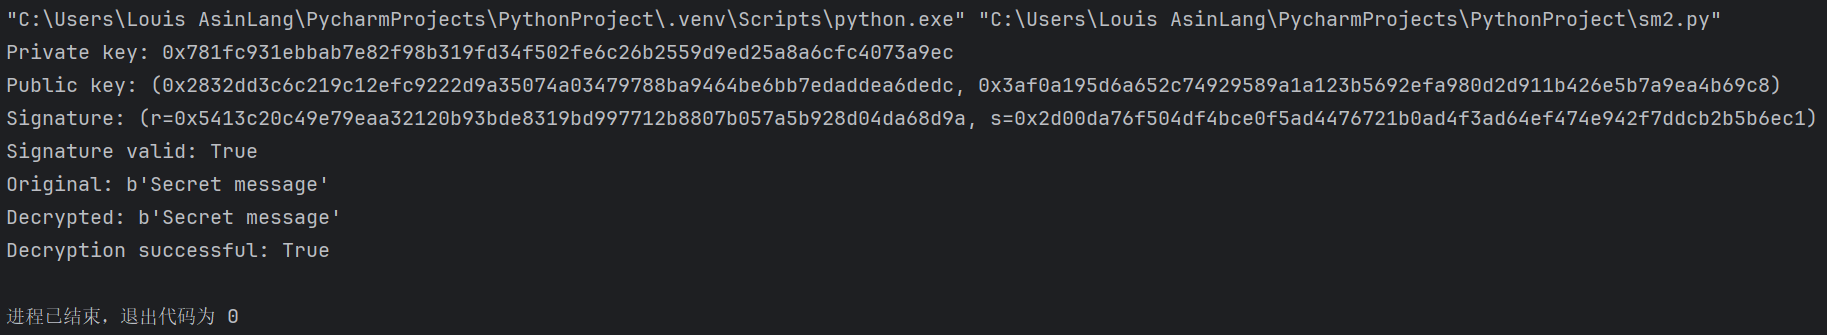 "C:\Users\Louis AsinLang\PycharmProjects\PythonProject\.venv\Scripts\python.exe" "C:\Users\Louis AsinLang\PycharmProjects\PythonProject\sm2.py"
Private key: 0x781fc931ebbab7e82f98b319fd34f502fe6c26b2559d9ed25a8a6cfc4073a9ec
Public key: (0x2832dd3c6c219c12efc9222d9a35074a03479788ba9464be6bb7edaddea6dedc, 0x3af0a195d6a652c74929589a1a123b5692efa980d2d911b426e5b7a9ea4b69c8)
Signature: (r=0x5413c20c49e79eaa32120b93bde8319bd997712b8807b057a5b928d04da68d9a, s=0x2d00da76f504df4bce0f5ad4476721b0ad4f3ad64ef474e942f7ddcb2b5b6ec1)
Signature valid: True
Original: b'Secret message'
Decrypted: b'Secret message'
Decryption successful: True
进程已结束，退出代码为 0